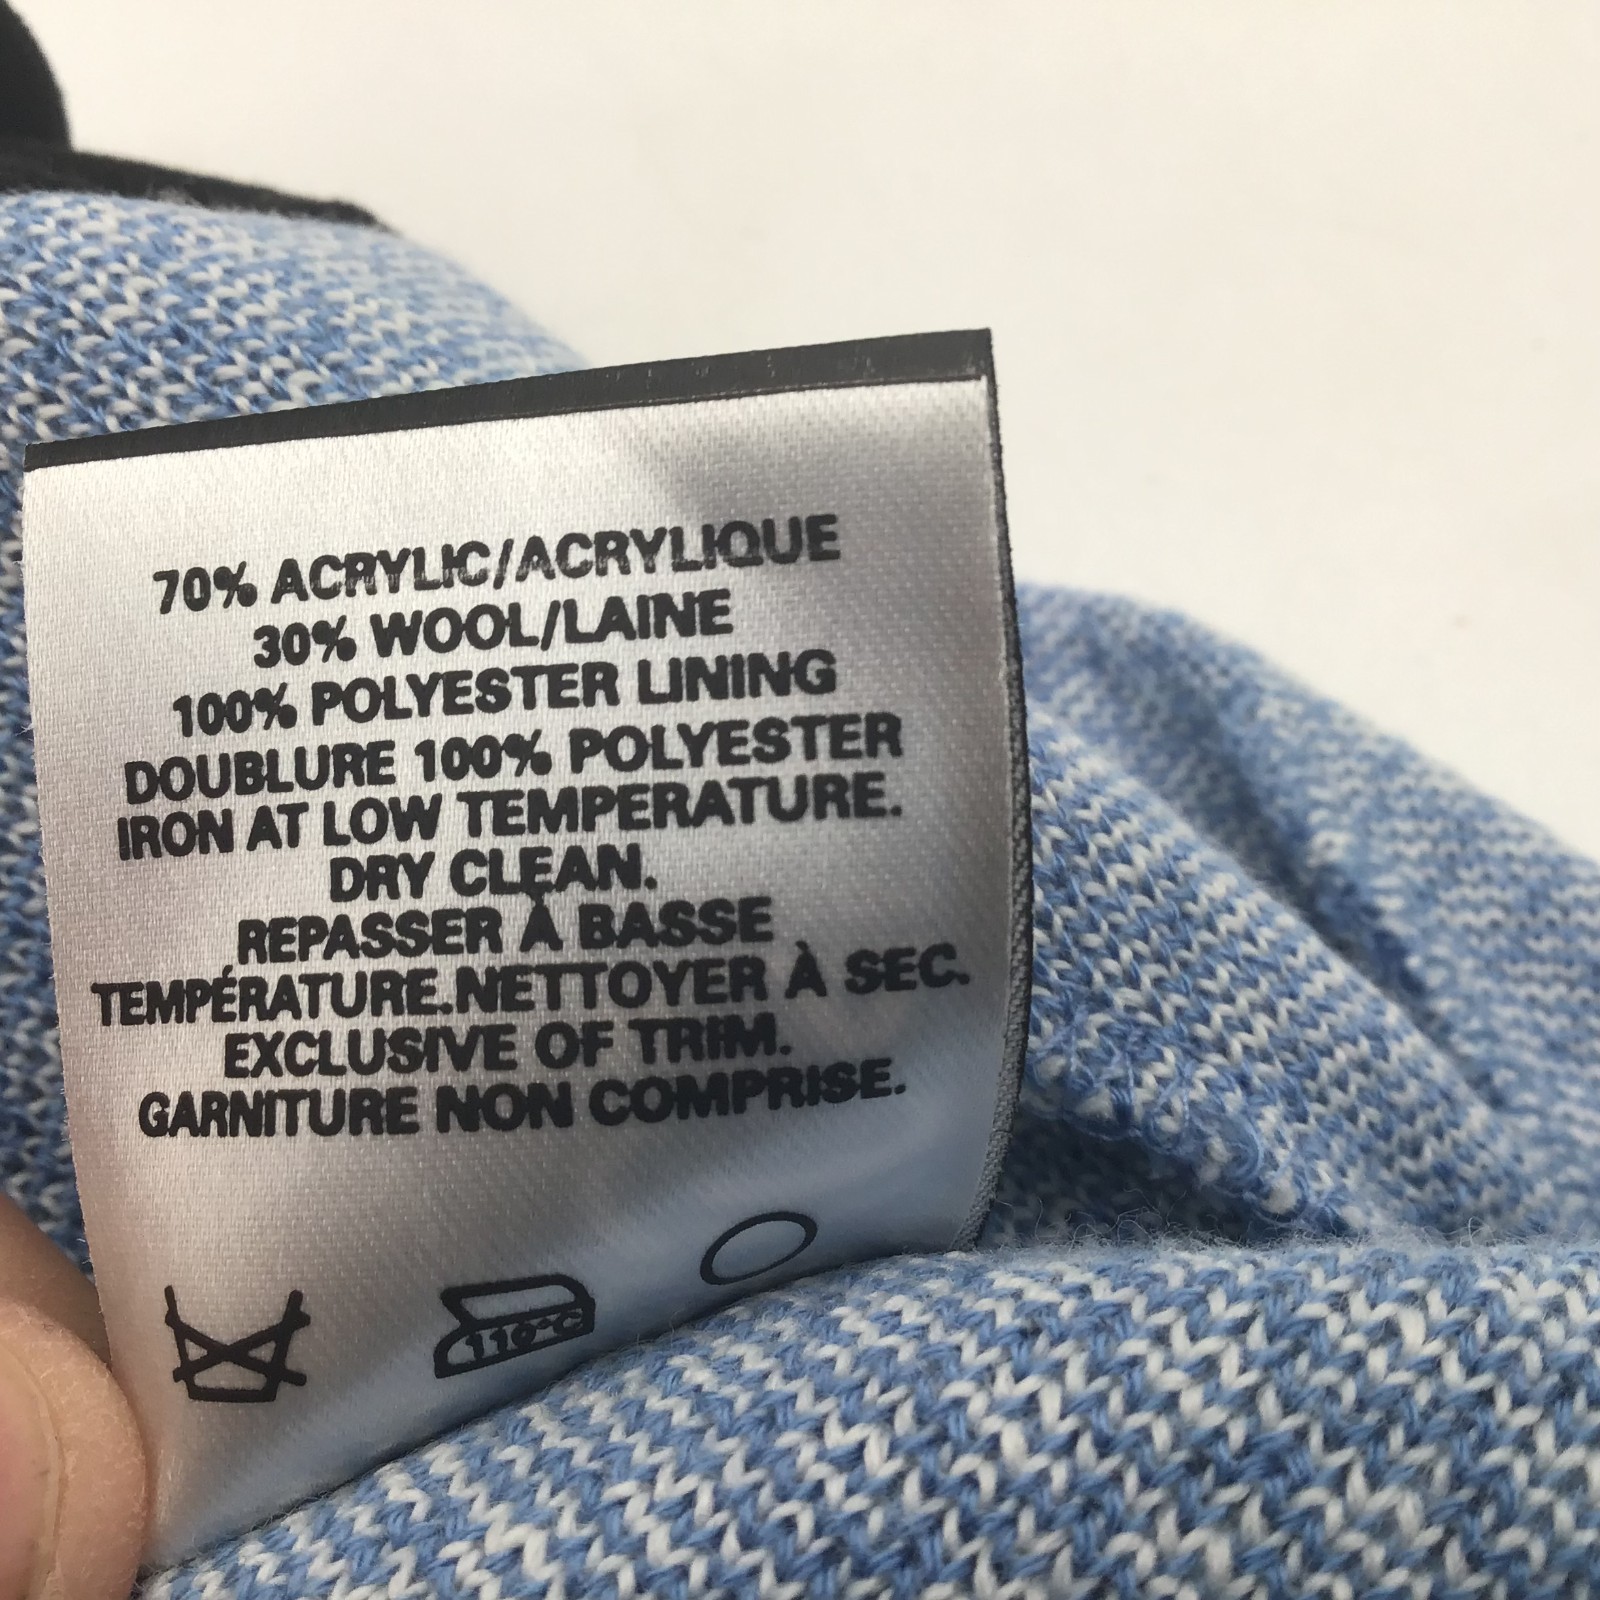 70% ACRYLIC/ACRYLIQUE
30% WOOL/LAINE
100% POLYESTER LINING
DOUBLURE 100% POLYESTER
IRON AT LOW TEMPERATURE.
DRY CLEAN.
REPASSER À BASSE
TEMPÉRATURE.NETTOYER À SEC.
EXCLUSIVE OF TRIM.
GARNITURE NON COMPRISE.
110°C